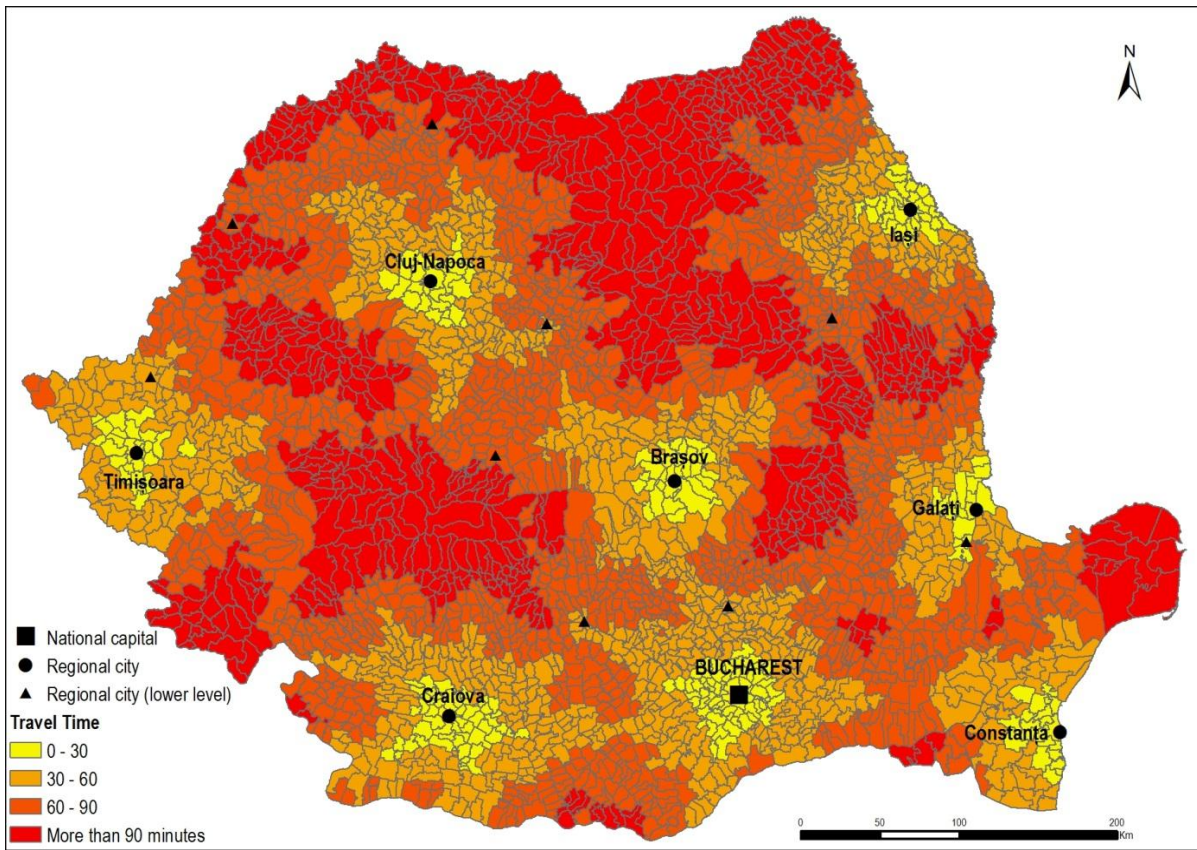 N
Iași
Cluj-Napoca
Brașov
Timișoara
Galați
BUCHAREST
Craiova
Constanta
National capital
Regional city
Regional city (lower level)
Travel Time
0 - 30
30 - 60
60 - 90
More than 90 minutes
0 50 100 200
Km